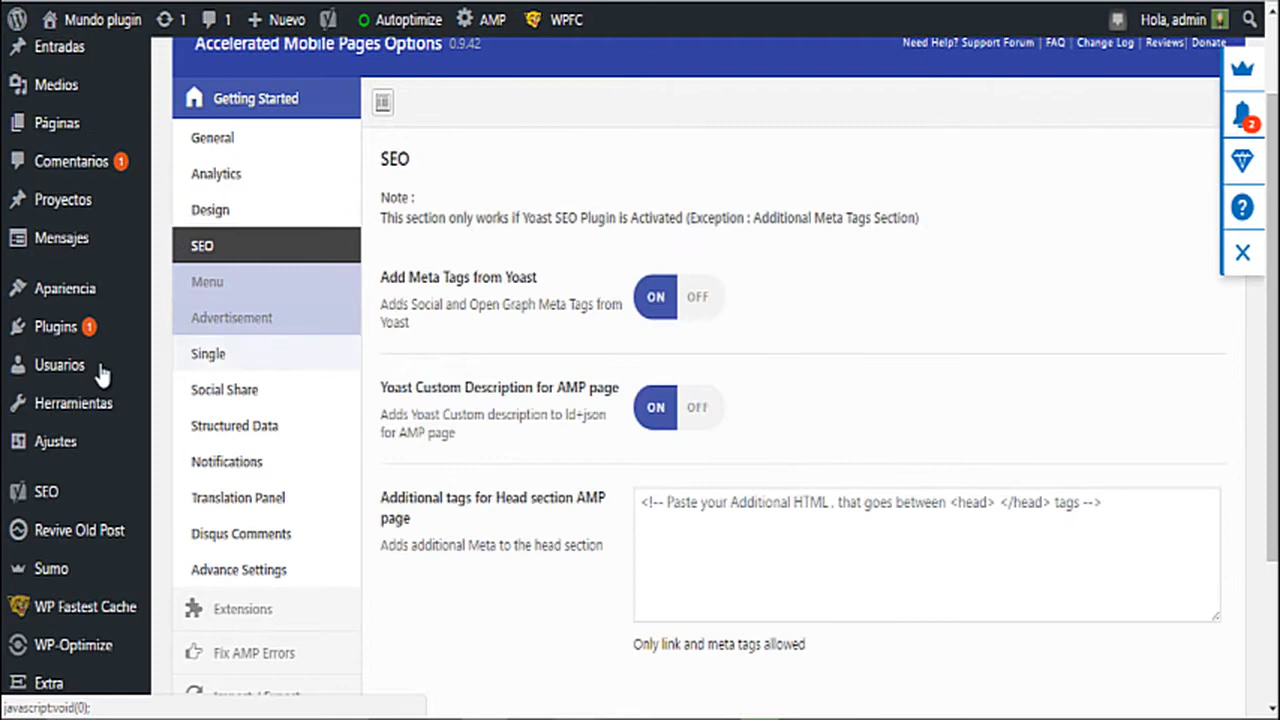 Mundo plugin 1 1 Nuevo Autoptimize AMP WPFC Hola, admin
Entradas
Medios
Páginas
Comentarios 1
Proyectos
Mensajes
Apariencia
Plugins 1
Usuarios
Herramientas
Ajustes
SEO
Revive Old Post
Sumo
WP Fastest Cache
WP-Optimize
Extra
Accelerated Mobile Pages Options 0.9.42
Need Help? Support Forum | FAQ | Change Log | Reviews | Donate
Getting Started
General
Analytics
Design
SEO
Menu
Advertisement
Single
Social Share
Structured Data
Notifications
Translation Panel
Disqus Comments
Advance Settings
Extensions
Fix AMP Errors
Import / Export
SEO
Note :
This section only works if Yoast SEO Plugin is Activated (Exception : Additional Meta Tags Section)
Add Meta Tags from Yoast
Adds Social and Open Graph Meta Tags from
Yoast
ON OFF
Yoast Custom Description for AMP page
Adds Yoast Custom description to ld+json
for AMP page
ON OFF
Additional tags for Head section AMP
page
Adds additional Meta to the head section
<!-- Paste your Additional HTML , that goes between <head> </head> tags -->
Only link and meta tags allowed
2
?
javascript:void(0);